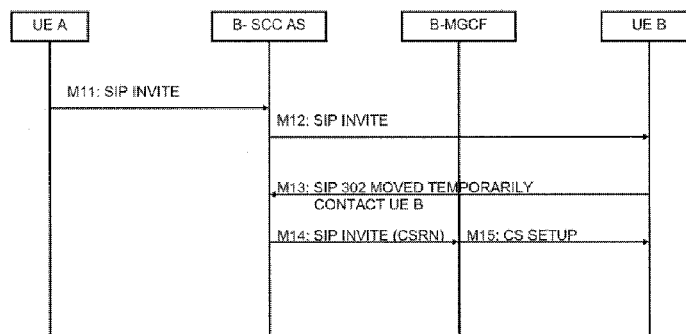 UE A
B- SCC AS
B-MGCF
UE B
M11: SIP INVITE
M12: SIP INVITE
M13: SIP 302 MOVED TEMPORARILY
CONTACT UE B
M14: SIP INVITE (CSRN)
M15: CS SETUP